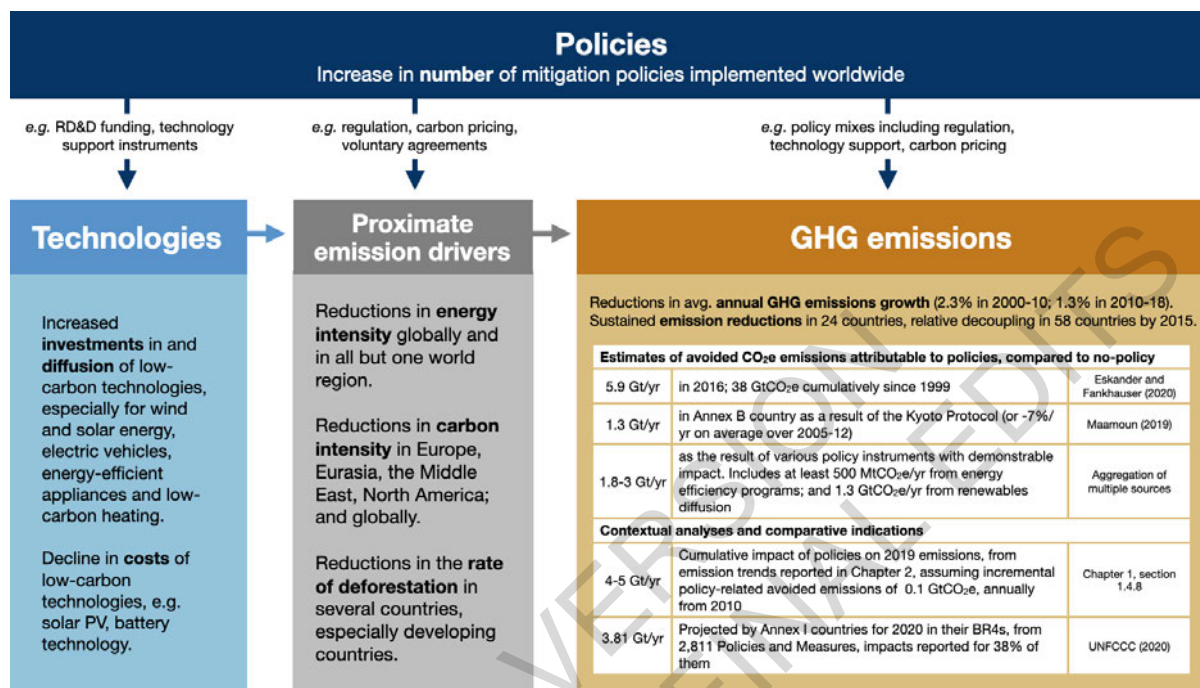 Policies
Increase in number of mitigation policies implemented worldwide
e.g. RD&D funding, technology
support instruments
e.g. regulation, carbon pricing,
voluntary agreements
e.g. policy mixes including regulation,
technology support, carbon pricing
Technologies
Increased
investments in and
diffusion of low-
carbon technologies,
especially for wind
and solar energy,
electric vehicles,
energy-efficient
appliances and low-
carbon heating.
Decline in costs of
low-carbon
technologies, e.g.
solar PV, battery
technology.
Proximate
emission drivers
Reductions in energy
intensity globally and
in all but one world
region.
Reductions in carbon
intensity in Europe,
Eurasia, the Middle
East, North America;
and globally.
Reductions in the rate
of deforestation in
several countries,
especially developing
countries.
GHG emissions
Reductions in avg. annual GHG emissions growth (2.3% in 2000-10; 1.3% in 2010-18).
Sustained emission reductions in 24 countries, relative decoupling in 58 countries by 2015.
Estimates of avoided CO₂e emissions attributable to policies, compared to no-policy
5.9 Gt/yr
in 2016; 38 GtCO₂e cumulatively since 1999
Eskander and
Fankhauser (2020)
1.3 Gt/yr
in Annex B country as a result of the Kyoto Protocol (or -7%/
yr on average over 2005-12)
Maamoun (2019)
1.8-3 Gt/yr
as the result of various policy instruments with demonstrable
impact. Includes at least 500 MtCO₂e/yr from energy
efficiency programs; and 1.3 GtCO₂e/yr from renewables
diffusion
Aggregation of
multiple sources
Contextual analyses and comparative indications
4-5 Gt/yr
Cumulative impact of policies on 2019 emissions, from
emission trends reported in Chapter 2, assuming incremental
policy-related avoided emissions of 0.1 GtCO₂e, annually
from 2010
Chapter 1, section
1.4.8
3.81 Gt/yr
Projected by Annex I countries for 2020 in their BR4s, from
2,811 Policies and Measures, impacts reported for 38% of
them
UNFCCC (2020)
VERSION
FINAL EDITS